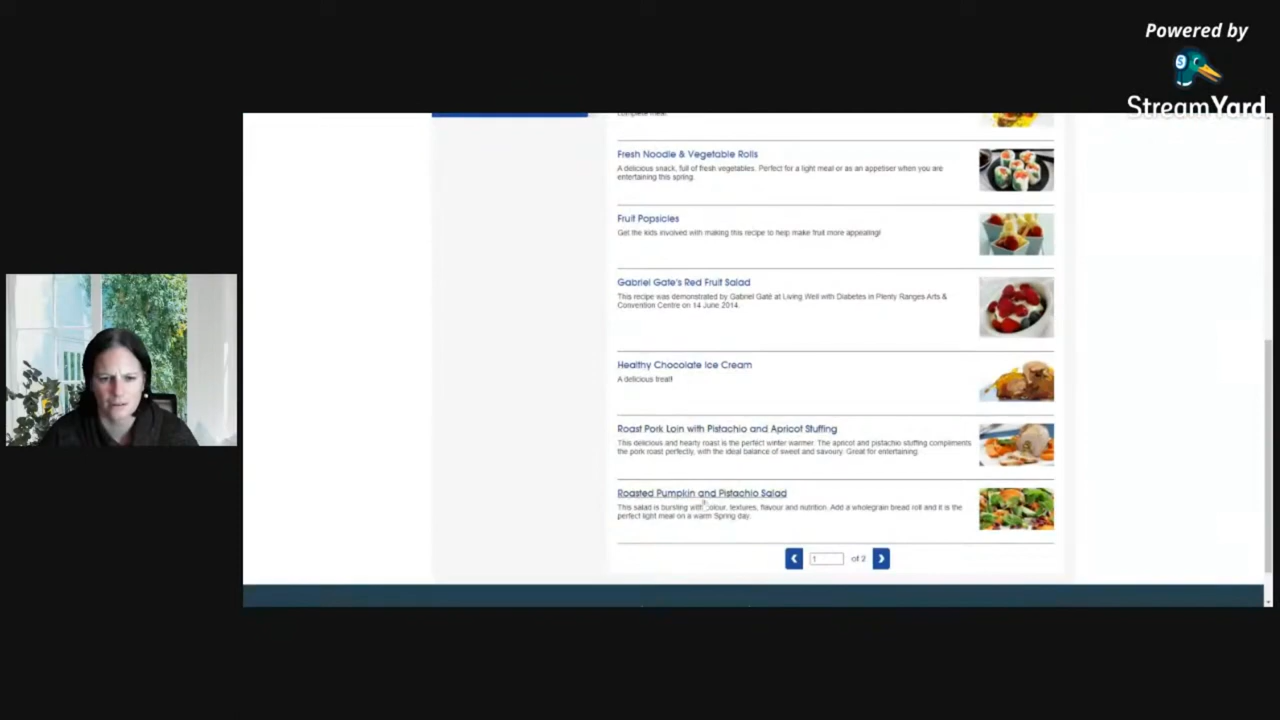 Powered by
StreamYard
complete meal.
Fresh Noodle & Vegetable Rolls
A delicious snack, full of fresh vegetables. Perfect for a light meal or as an appetiser when you are
entertaining this spring.
Fruit Popsicles
Get the kids involved with making this recipe to help make fruit more appealing!
Gabriel Gate's Red Fruit Salad
This recipe was demonstrated by Gabriel Gaté at Living Well with Diabetes in Plenty Ranges Arts &
Convention Centre on 14 June 2014.
Healthy Chocolate Ice Cream
A delicious treat!
Roast Pork Loin with Pistachio and Apricot Stuffing
This delicious and hearty roast is the perfect winter warmer. The apricot and pistachio stuffing compliments
the pork roast perfectly, with the ideal balance of sweet and savoury. Great for entertaining.
Roasted Pumpkin and Pistachio Salad
This salad is bursting with colour, textures, flavour and nutrition. Add a wholegrain bread roll and it is the
perfect light meal on a warm Spring day.
1 of 2